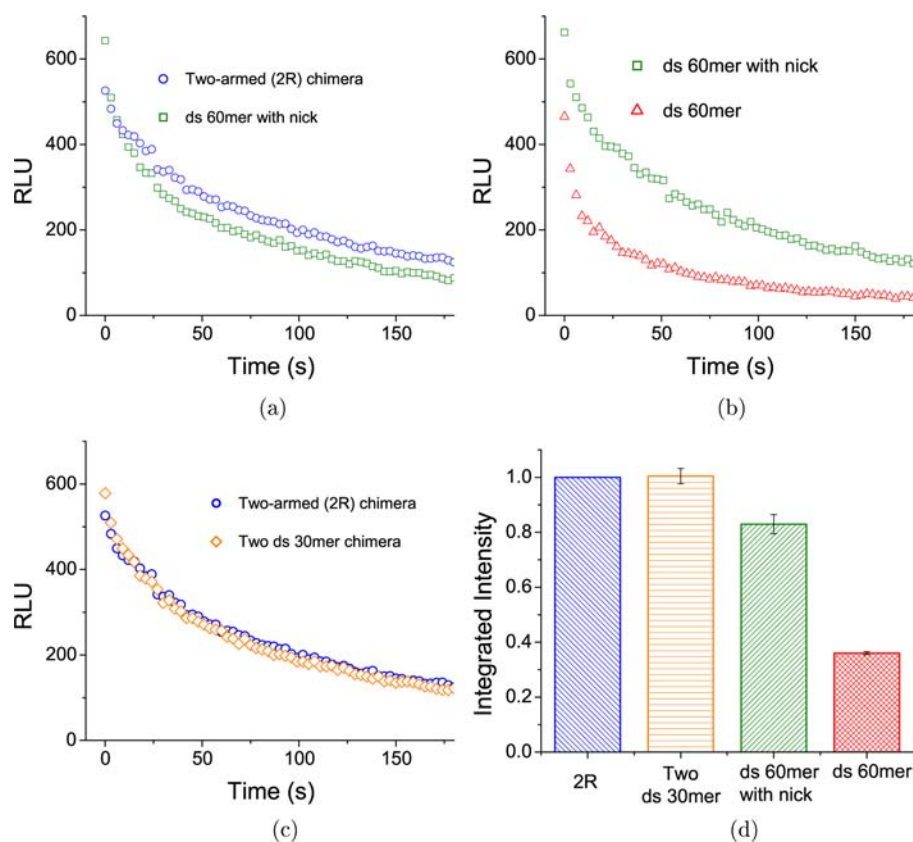 600
400
200
0
RLU
Two-armed (2R) chimera
ds 60mer with nick
0 50 100 150
Time (s)
(a)
600
400
200
0
RLU
ds 60mer with nick
ds 60mer
0 50 100 150
Time (s)
(b)
600
400
200
0
RLU
Two-armed (2R) chimera
Two ds 30mer chimera
0 50 100 150
Time (s)
(c)
1.0
0.8
0.6
0.4
0.2
0.0
Integrated Intensity
2R Two ds 60mer ds 60mer
ds 30mer with nick
(d)